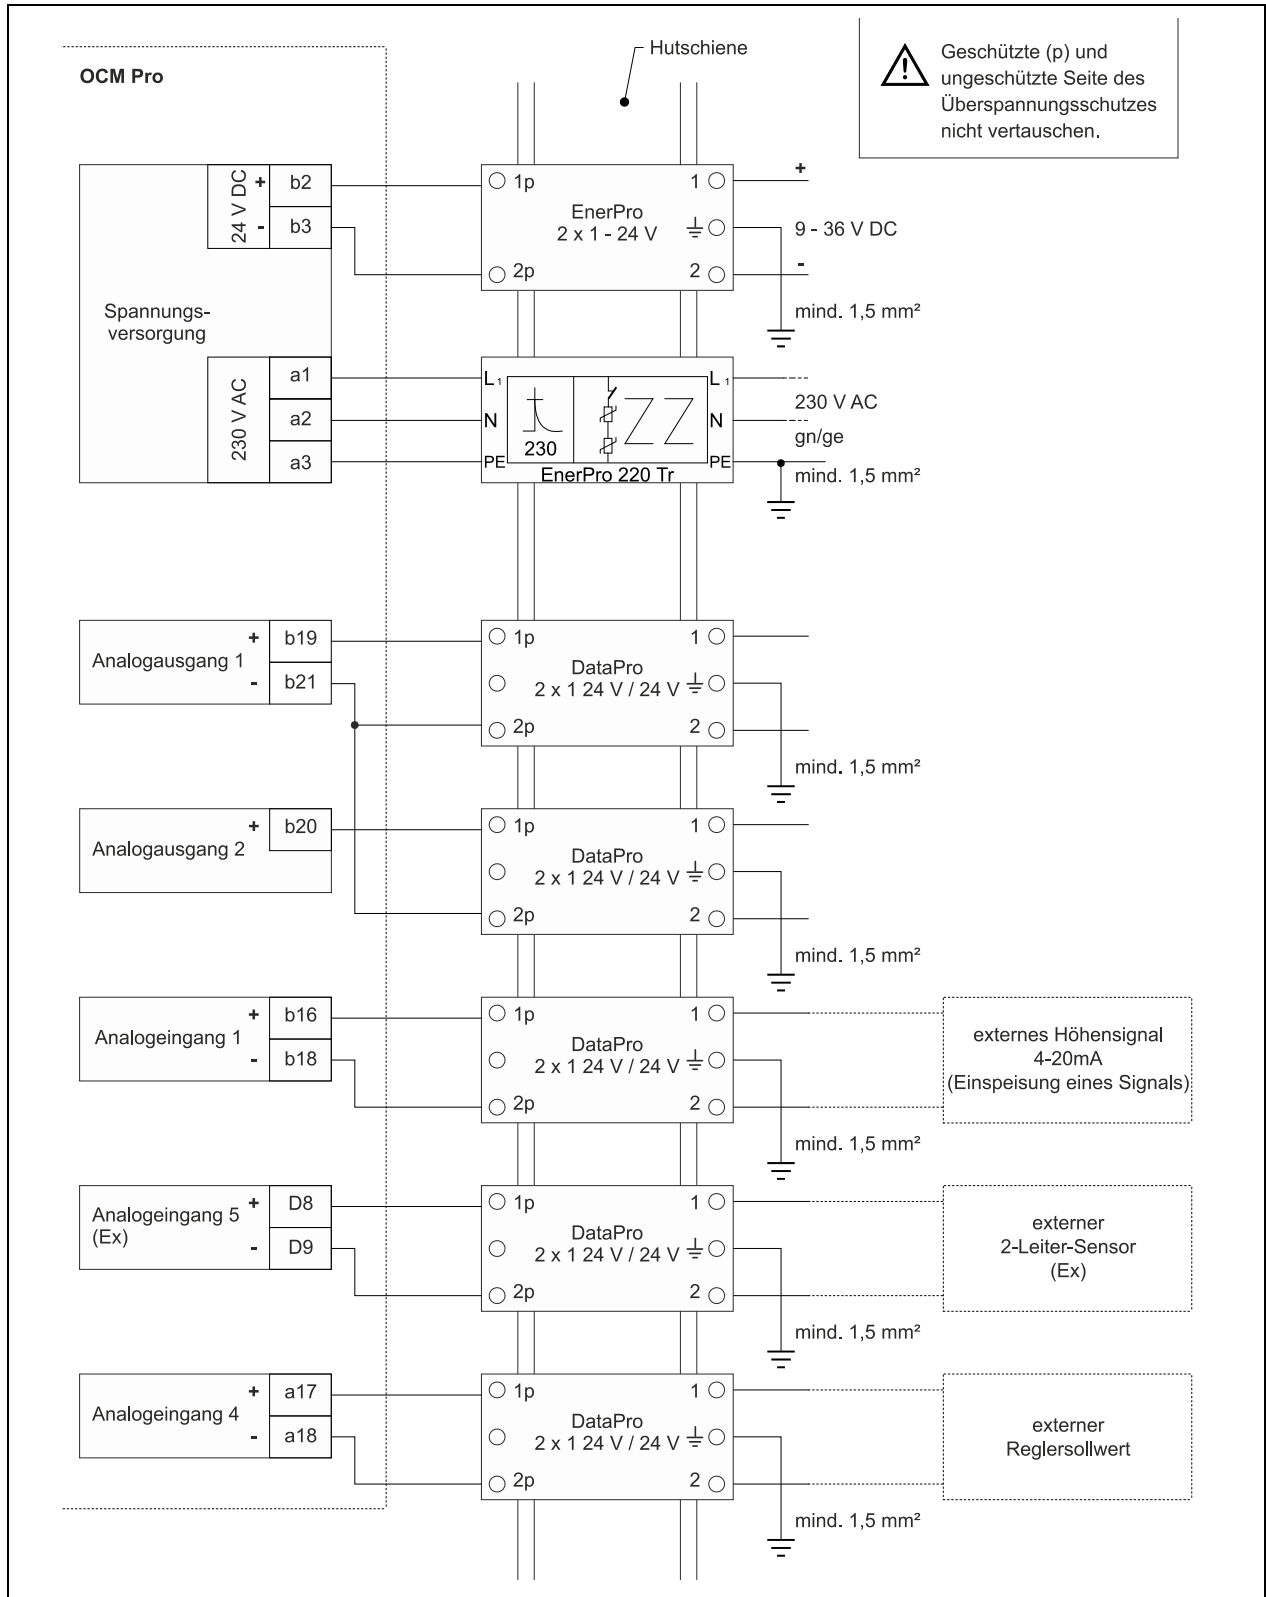 Hutschiene
Geschützte (p) und
ungeschützte Seite des
Überspannungsschutzes
nicht vertauschen.
OCM Pro
24 V DC
+ b2
- b3
1p
1
EnerPro
2 x 1 - 24 V
2p
2
+
9 - 36 V DC
-
mind. 1,5 mm²
Spannungs-
versorgung
230 V AC
a1
a2
a3
L1
N
PE
230
L1
N
PE
EnerPro 220 Tr
230 V AC
gn/ge
mind. 1,5 mm²
Analogausgang 1
+ b19
- b21
1p
1
DataPro
2 x 1 24 V / 24 V
2p
2
mind. 1,5 mm²
Analogausgang 2
+ b20
1p
1
DataPro
2 x 1 24 V / 24 V
2p
2
mind. 1,5 mm²
Analogeingang 1
+ b16
- b18
1p
1
DataPro
2 x 1 24 V / 24 V
2p
2
mind. 1,5 mm²
externes Höhensignal
4-20mA
(Einspeisung eines Signals)
Analogeingang 5
(Ex)
+ D8
- D9
1p
1
DataPro
2 x 1 24 V / 24 V
2p
2
mind. 1,5 mm²
externer
2-Leiter-Sensor
(Ex)
Analogeingang 4
+ a17
- a18
1p
1
DataPro
2 x 1 24 V / 24 V
2p
2
mind. 1,5 mm²
externer
Reglersollwert